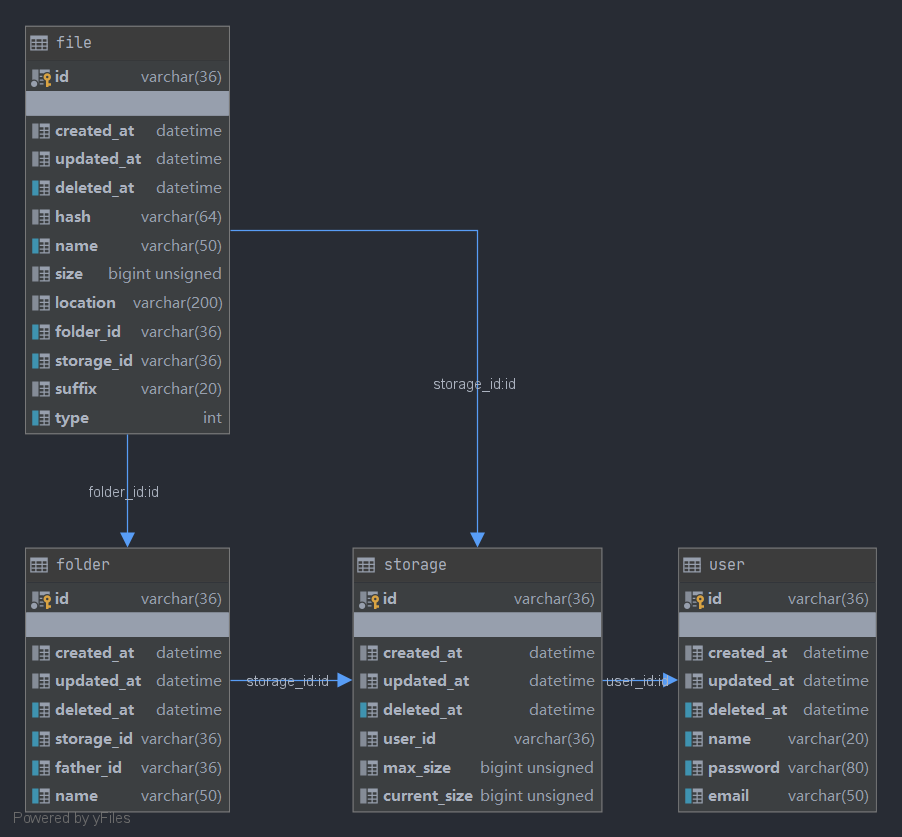 file
id varchar(36)
created_at datetime
updated_at datetime
deleted_at datetime
hash varchar(64)
name varchar(50)
size bigint unsigned
location varchar(200)
folder_id varchar(36)
storage_id varchar(36)
suffix varchar(20)
type int
storage_id:id
folder_id:id
folder
id varchar(36)
created_at datetime
updated_at datetime
deleted_at datetime
storage_id varchar(36)
father_id varchar(36)
name varchar(50)
storage_id:id
storage
id varchar(36)
created_at datetime
updated_at datetime
deleted_at datetime
user_id varchar(36)
max_size bigint unsigned
current_size bigint unsigned
user_id:id
user
id varchar(36)
created_at datetime
updated_at datetime
deleted_at datetime
name varchar(20)
password varchar(80)
email varchar(50)
Powered by yFiles